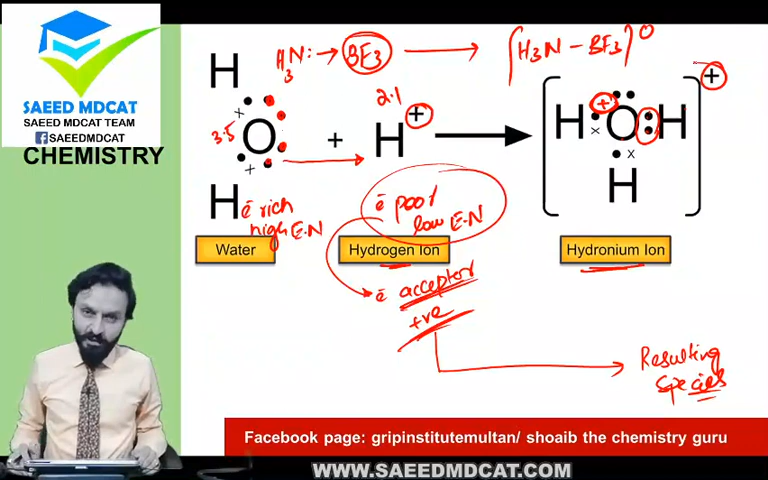 SAEED MDCAT
SAEED MDCAT TEAM
f SAEEDMDCAT
CHEMISTRY
H₃N: → BF3 → [H₃N – BF3]⁰
H
3.5 O
H
ē rich
high E.N
+
2.1
H +
ē poor
low E.N
ē acceptor
+ve
Resulting
species
[H O H
H] +
Water
Hydrogen Ion
Hydronium Ion
Facebook page: gripinstitutemultan/ shoaib the chemistry guru
WWW.SAEEDMDCAT.COM